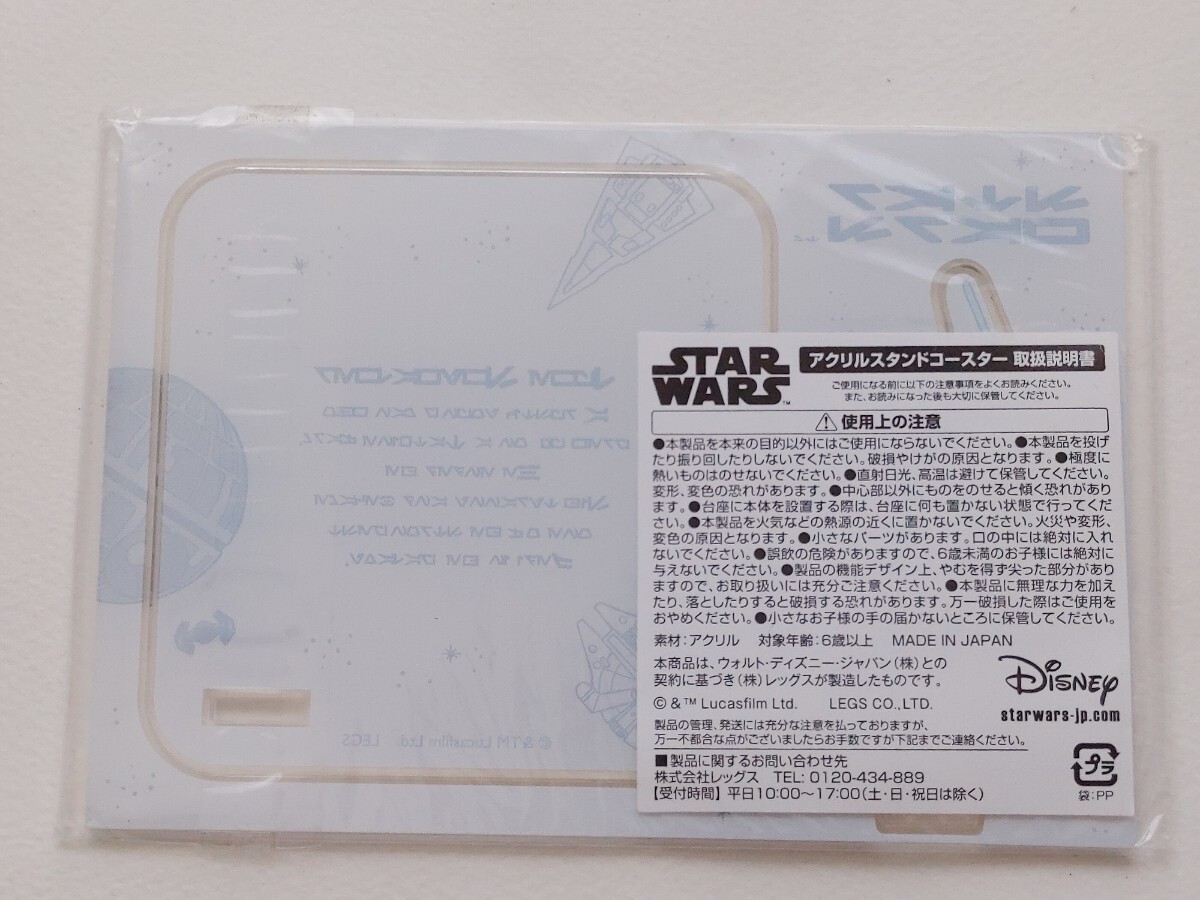 STAR
WARS™
アクリルスタンドコースター 取扱説明書
ご使用になる前に以下の注意事項をよくお読みください。
また、お読みになった後も大切に保管してください。
⚠使用上の注意
●本製品を本来の目的以外にはご使用にならないでください。●本製品を投げ
たり振り回したりしないでください。破損やけがの原因となります。●極度に
熱いものはのせないでください。●直射日光、高温は避けて保管してください。
変形、変色の恐れがあります。●中心部以外にものをのせると傾く恐れがあり
ます。●台座に本体を設置する際は、台座に何も置かない状態で行ってくだ
さい。●本製品を火気などの熱源の近くに置かないでください。火災や変形、
変色の原因となります。●小さなパーツがあります。口の中には絶対に入れ
ないでください。●誤飲の危険がありますので、6歳未満のお子様には絶対に
与えないでください。●製品の機能デザイン上、やむを得ず尖った部分があり
ますので、お取り扱いには充分ご注意ください。●本製品に無理な力を加え
たり、落としたりすると破損する恐れがあります。万一破損した際はご使用を
おやめください。●小さなお子様の手の届かないところに保管してください。
素材:アクリル 対象年齢:6歳以上 MADE IN JAPAN
本商品は、ウォルト・ディズニー・ジャパン(株)との
契約に基づき(株)レッグスが製造したものです。
© & ™ Lucasfilm Ltd. LEGS CO.,LTD.
Disney
starwars-jp.com
製品の管理、発送には充分な注意を払っておりますが、
万一不都合な点がございましたらお手数ですが下記までご連絡ください。
■製品に関するお問い合わせ先
株式会社レッグス TEL: 0120-434-889
【受付時間】 平日10:00〜17:00(土・日・祝日は除く)
プラ
袋:PP
© &TM Lucasfilm Ltd. LEGS